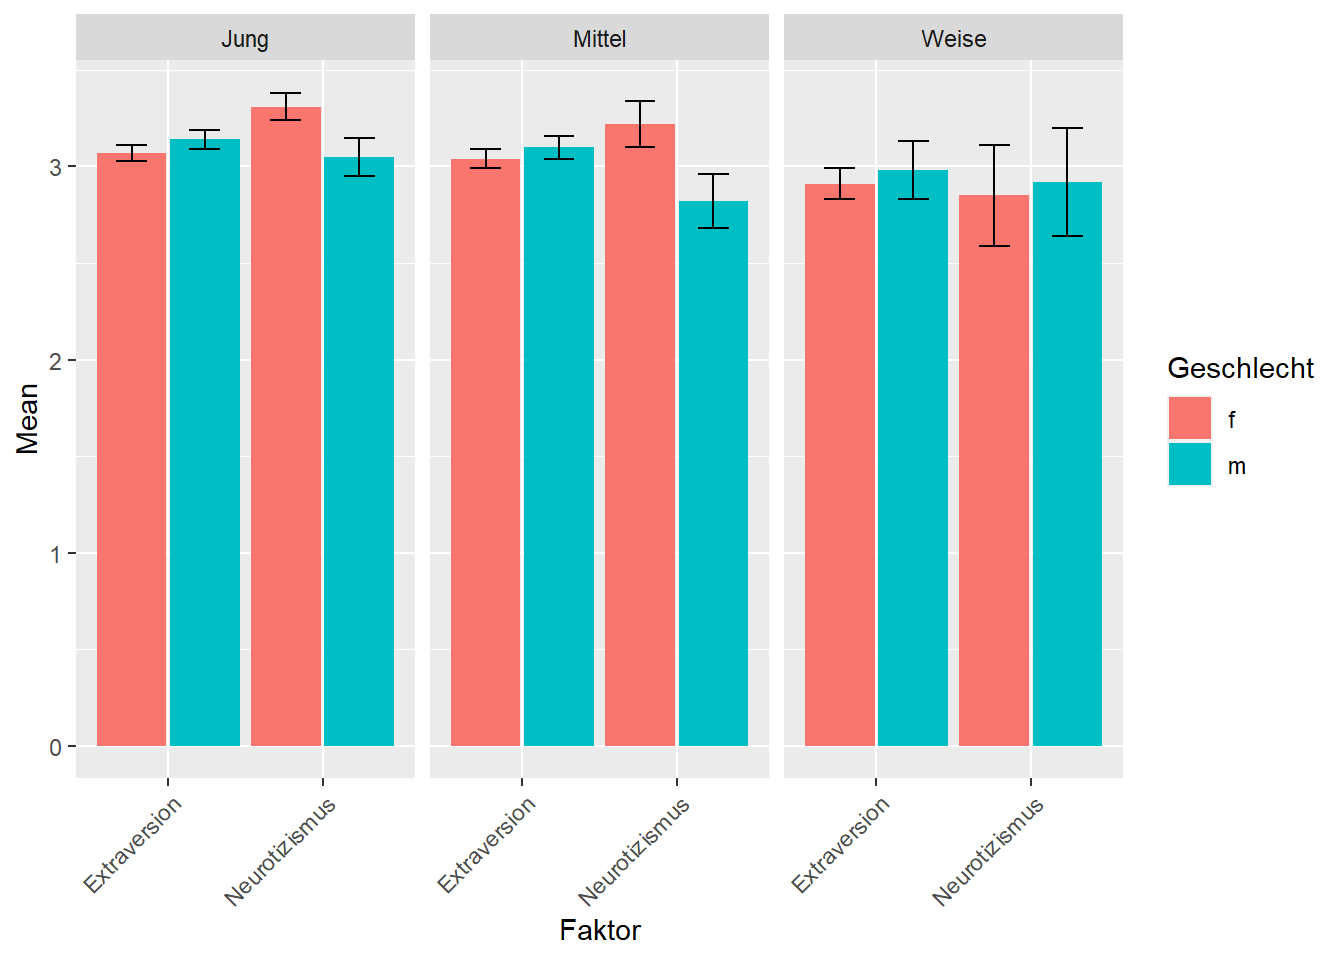 Jung Mittel Weise
3
2
1
0
Mean
Extraversion Neurotizismus Extraversion Neurotizismus Extraversion Neurotizismus
Faktor
Geschlecht
f
m